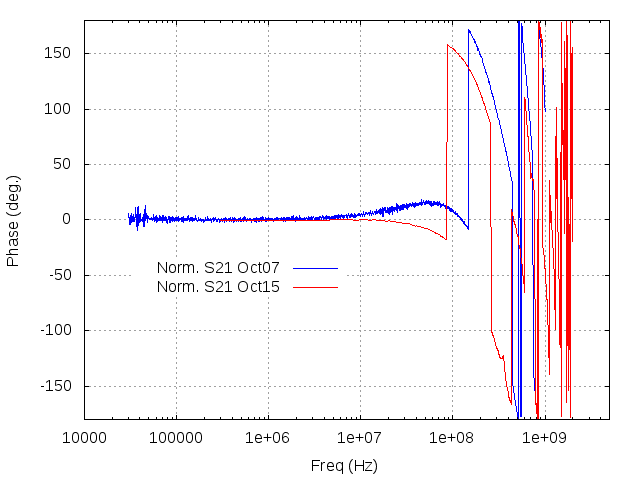 150
100
50
0
-50
-100
-150
Phase (deg.)
Norm. S21 Oct07
Norm. S21 Oct15
10000 100000 1e+06 1e+07 1e+08 1e+09
Freq (Hz)